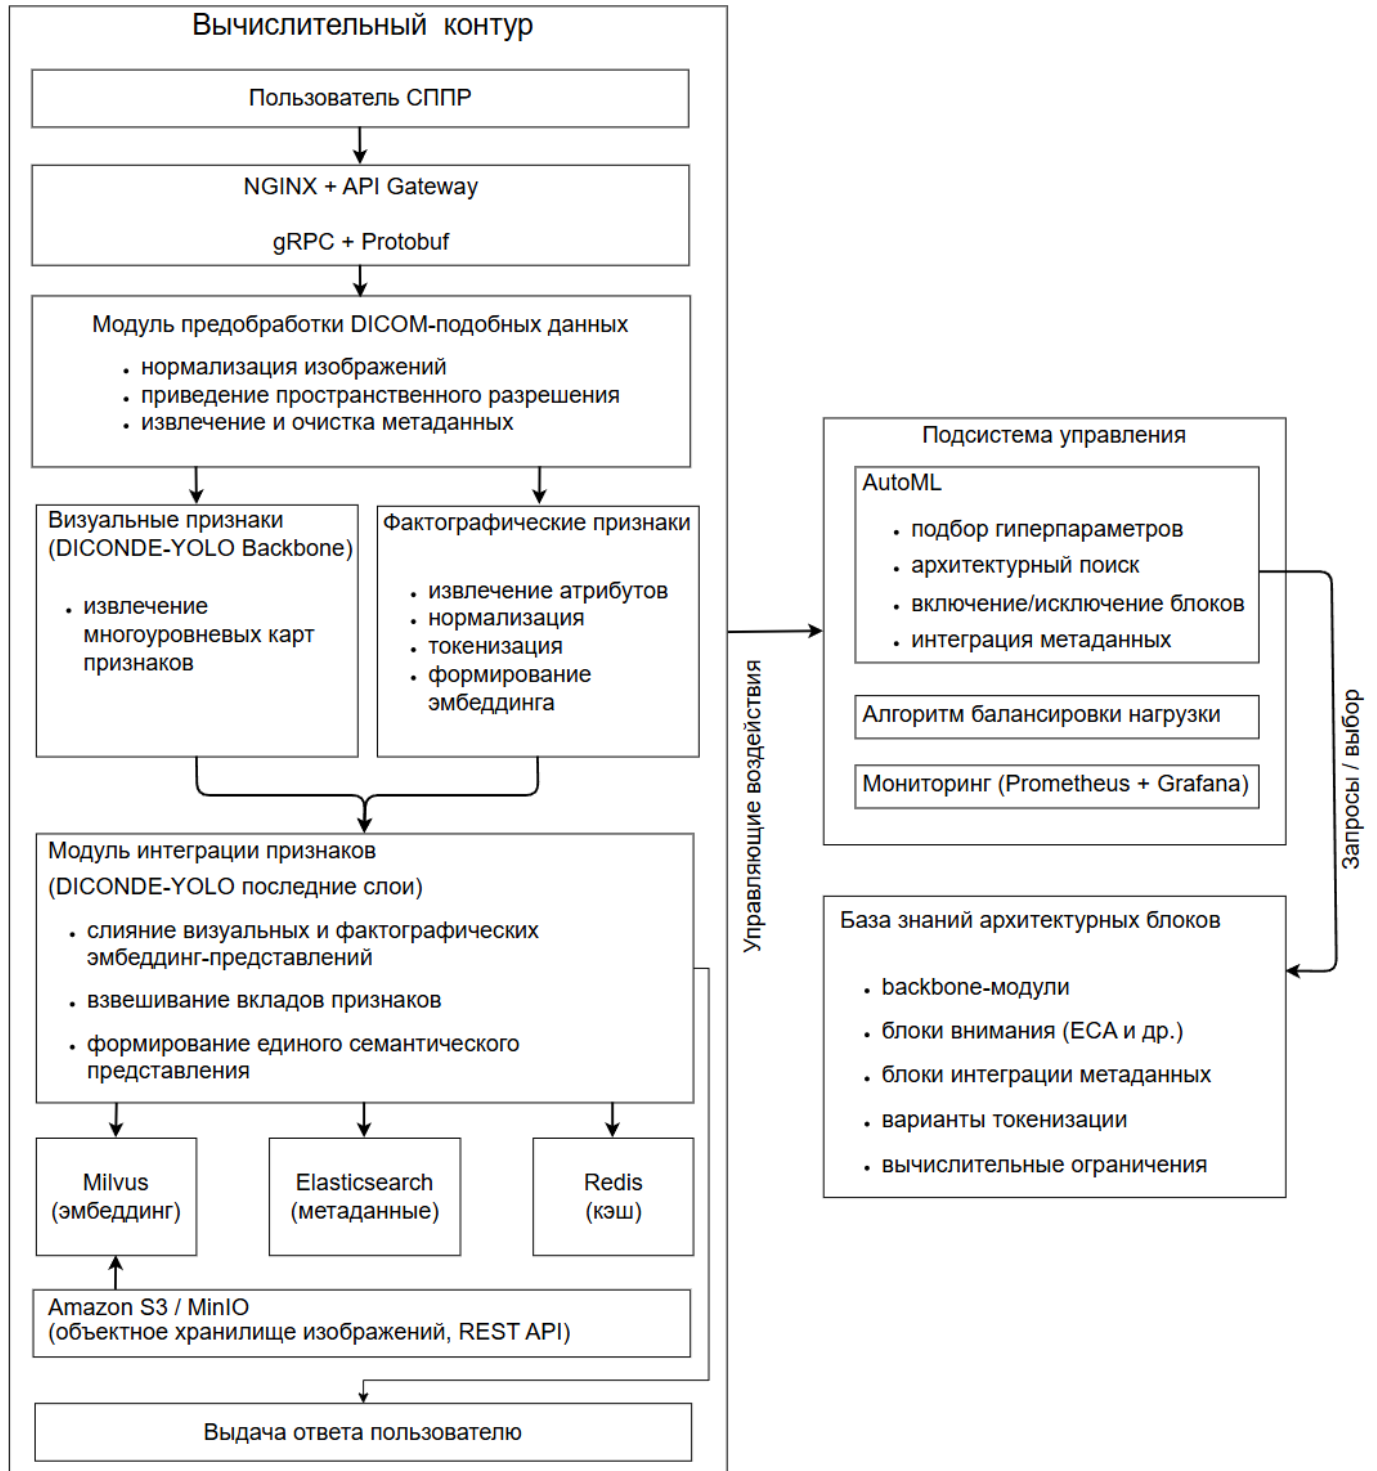 Вычислительный контур
Пользователь СППР
NGINX + API Gateway
gRPC + Protobuf
Модуль предобработки DICOM-подобных данных
• нормализация изображений
• приведение пространственного разрешения
• извлечение и очистка метаданных
Визуальные признаки
(DICONDE-YOLO Backbone)
• извлечение
многоуровневых карт
признаков
Фактографические признаки
• извлечение атрибутов
• нормализация
• токенизация
• формирование
эмбеддинга
Модуль интеграции признаков
(DICONDE-YOLO последние слои)
• слияние визуальных и фактографических
эмбеддинг-представлений
• взвешивание вкладов признаков
• формирование единого семантического
представления
Milvus
(эмбеддинг)
Elasticsearch
(метаданные)
Redis
(кэш)
Amazon S3 / MinIO
(объектное хранилище изображений, REST API)
Выдача ответа пользователю
Управляющие воздействия
Подсистема управления
AutoML
• подбор гиперпараметров
• архитектурный поиск
• включение/исключение блоков
• интеграция метаданных
Алгоритм балансировки нагрузки
Мониторинг (Prometheus + Grafana)
Запросы / выбор
База знаний архитектурных блоков
• backbone-модули
• блоки внимания (ECA и др.)
• блоки интеграции метаданных
• варианты токенизации
• вычислительные ограничения